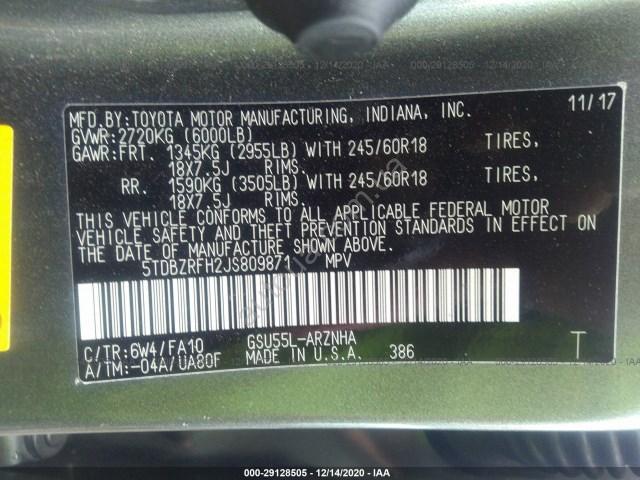 MFD.BY:TOYOTA MOTOR MANUFACTURING, INDIANA, INC. 11/17
GVWR:2720KG (6000LB)
GAWR:FRT. 1345KG (2955LB) WITH 245/60R18 TIRES,
18X7.5J RIMS.
RR. 1590KG (3505LB) WITH 245/60R18 TIRES,
18X7.5J RIMS.
THIS VEHICLE CONFORMS TO ALL APPLICABLE FEDERAL MOTOR
VEHICLE SAFETY AND THEFT PREVENTION STANDARDS IN EFFECT ON
THE DATE OF MANUFACTURE SHOWN ABOVE.
5TDBZRFH2JS809871 MPV
C/TR:6W4/FA10 GSU55L-ARZNHA
A/TM:-04A/UA80F MADE IN U.S.A. 386 T
000-29128505 - 12/14/2020 - IAA